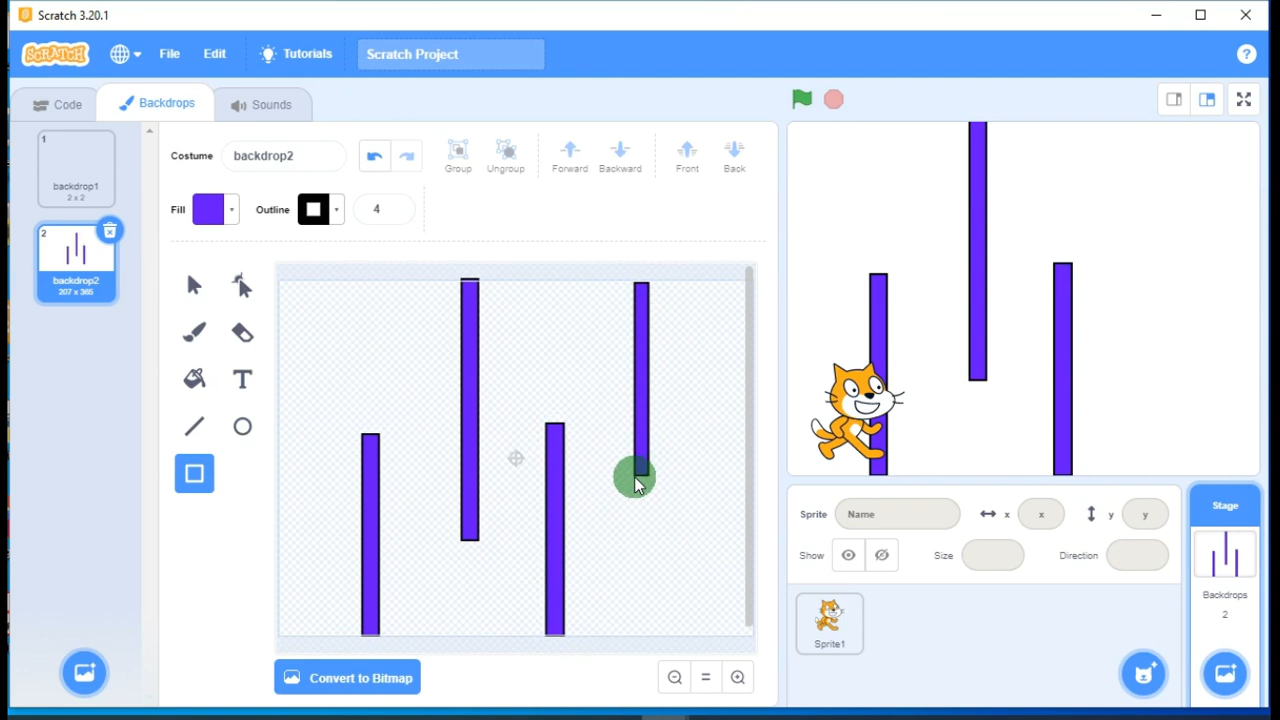 Scratch 3.20.1
SCRATCH File Edit Tutorials Scratch Project ?
Code Backdrops Sounds
1
backdrop1
2 x 2
2
backdrop2
207 x 365
Costume backdrop2
Group Ungroup Forward Backward Front Back
Fill Outline 4
T
Convert to Bitmap
Sprite Name x x y y
Show Size Direction
Sprite1
Stage
Backdrops
2